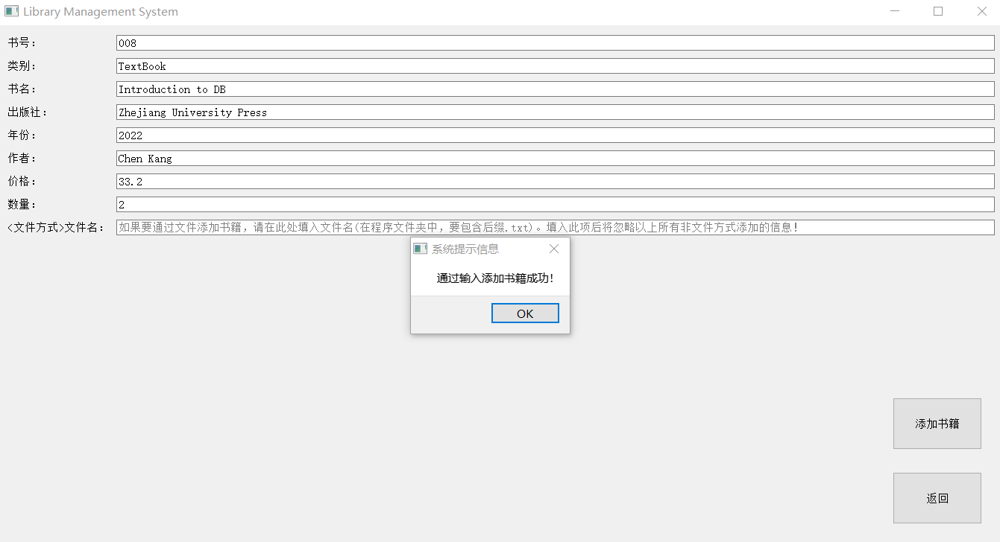 Library Management System
书号： 008
类别： TextBook
书名： Introduction to DB
出版社： Zhejiang University Press
年份： 2022
作者： Chen Kang
价格： 33.2
数量： 2
<文件方式>文件名： 如果要通过文件添加书籍，请在此处填入文件名(在程序文件夹中，要包含后缀.txt)。填入此项后将忽略以上所有非文件方式添加的信息！
系统提示信息
通过输入添加书籍成功！
OK
添加书籍
返回